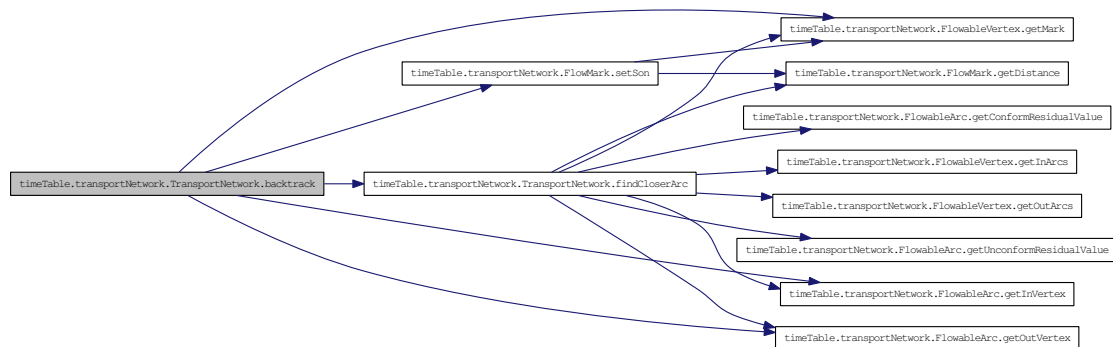 timeTable.transportNetwork.FlowableVertex.getMark
timeTable.transportNetwork.FlowMark.setSon
timeTable.transportNetwork.FlowMark.getDistance
timeTable.transportNetwork.FlowableArc.getConformResidualValue
timeTable.transportNetwork.FlowableVertex.getInArcs
timeTable.transportNetwork.TransportNetwork.backtrack
timeTable.transportNetwork.TransportNetwork.findCloserArc
timeTable.transportNetwork.FlowableVertex.getOutArcs
timeTable.transportNetwork.FlowableArc.getUnconformResidualValue
timeTable.transportNetwork.FlowableArc.getInVertex
timeTable.transportNetwork.FlowableArc.getOutVertex